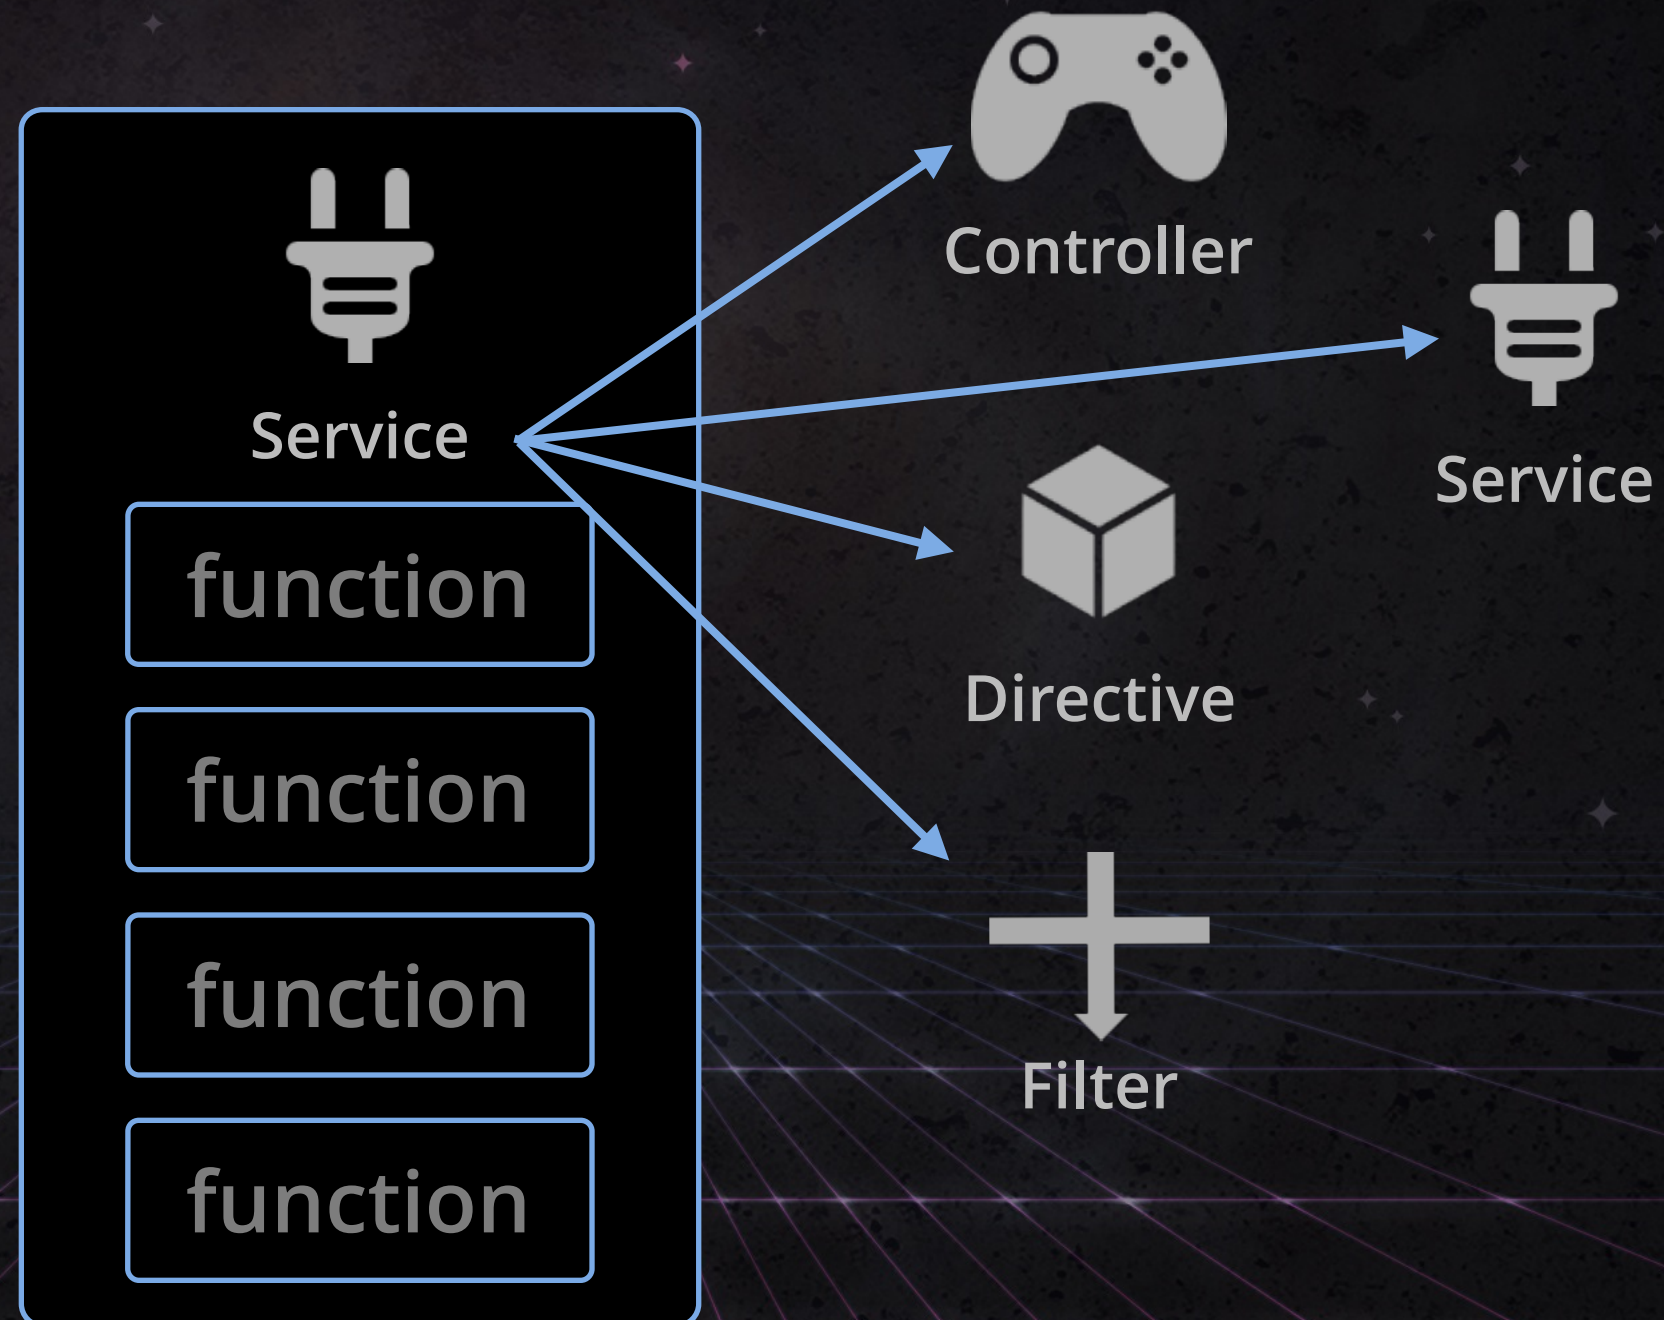 Service
function
function
function
function
Controller
Service
Directive
Filter